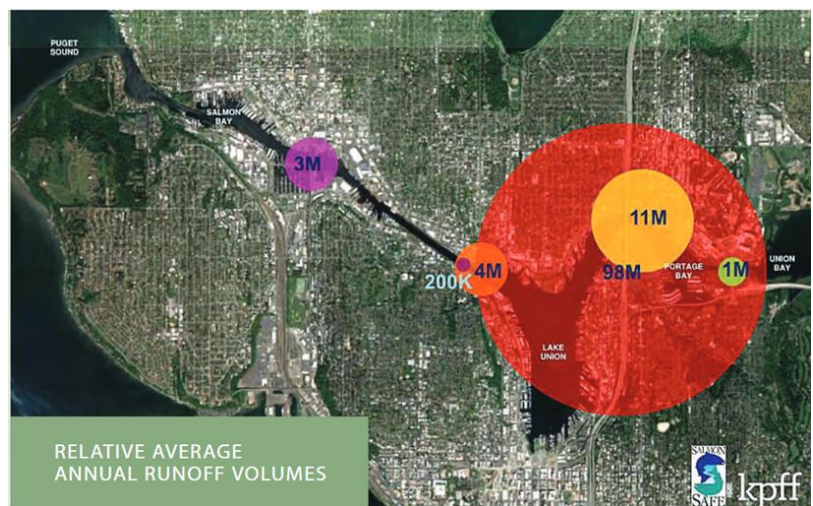 PUGET
SOUND
SALMON
BAY
3M
11M
200K
4M
98M
PORTAGE
BAY
1M
UNION
BAY
LAKE
UNION
RELATIVE AVERAGE
ANNUAL RUNOFF VOLUMES
SALMON
SAFE
kpff